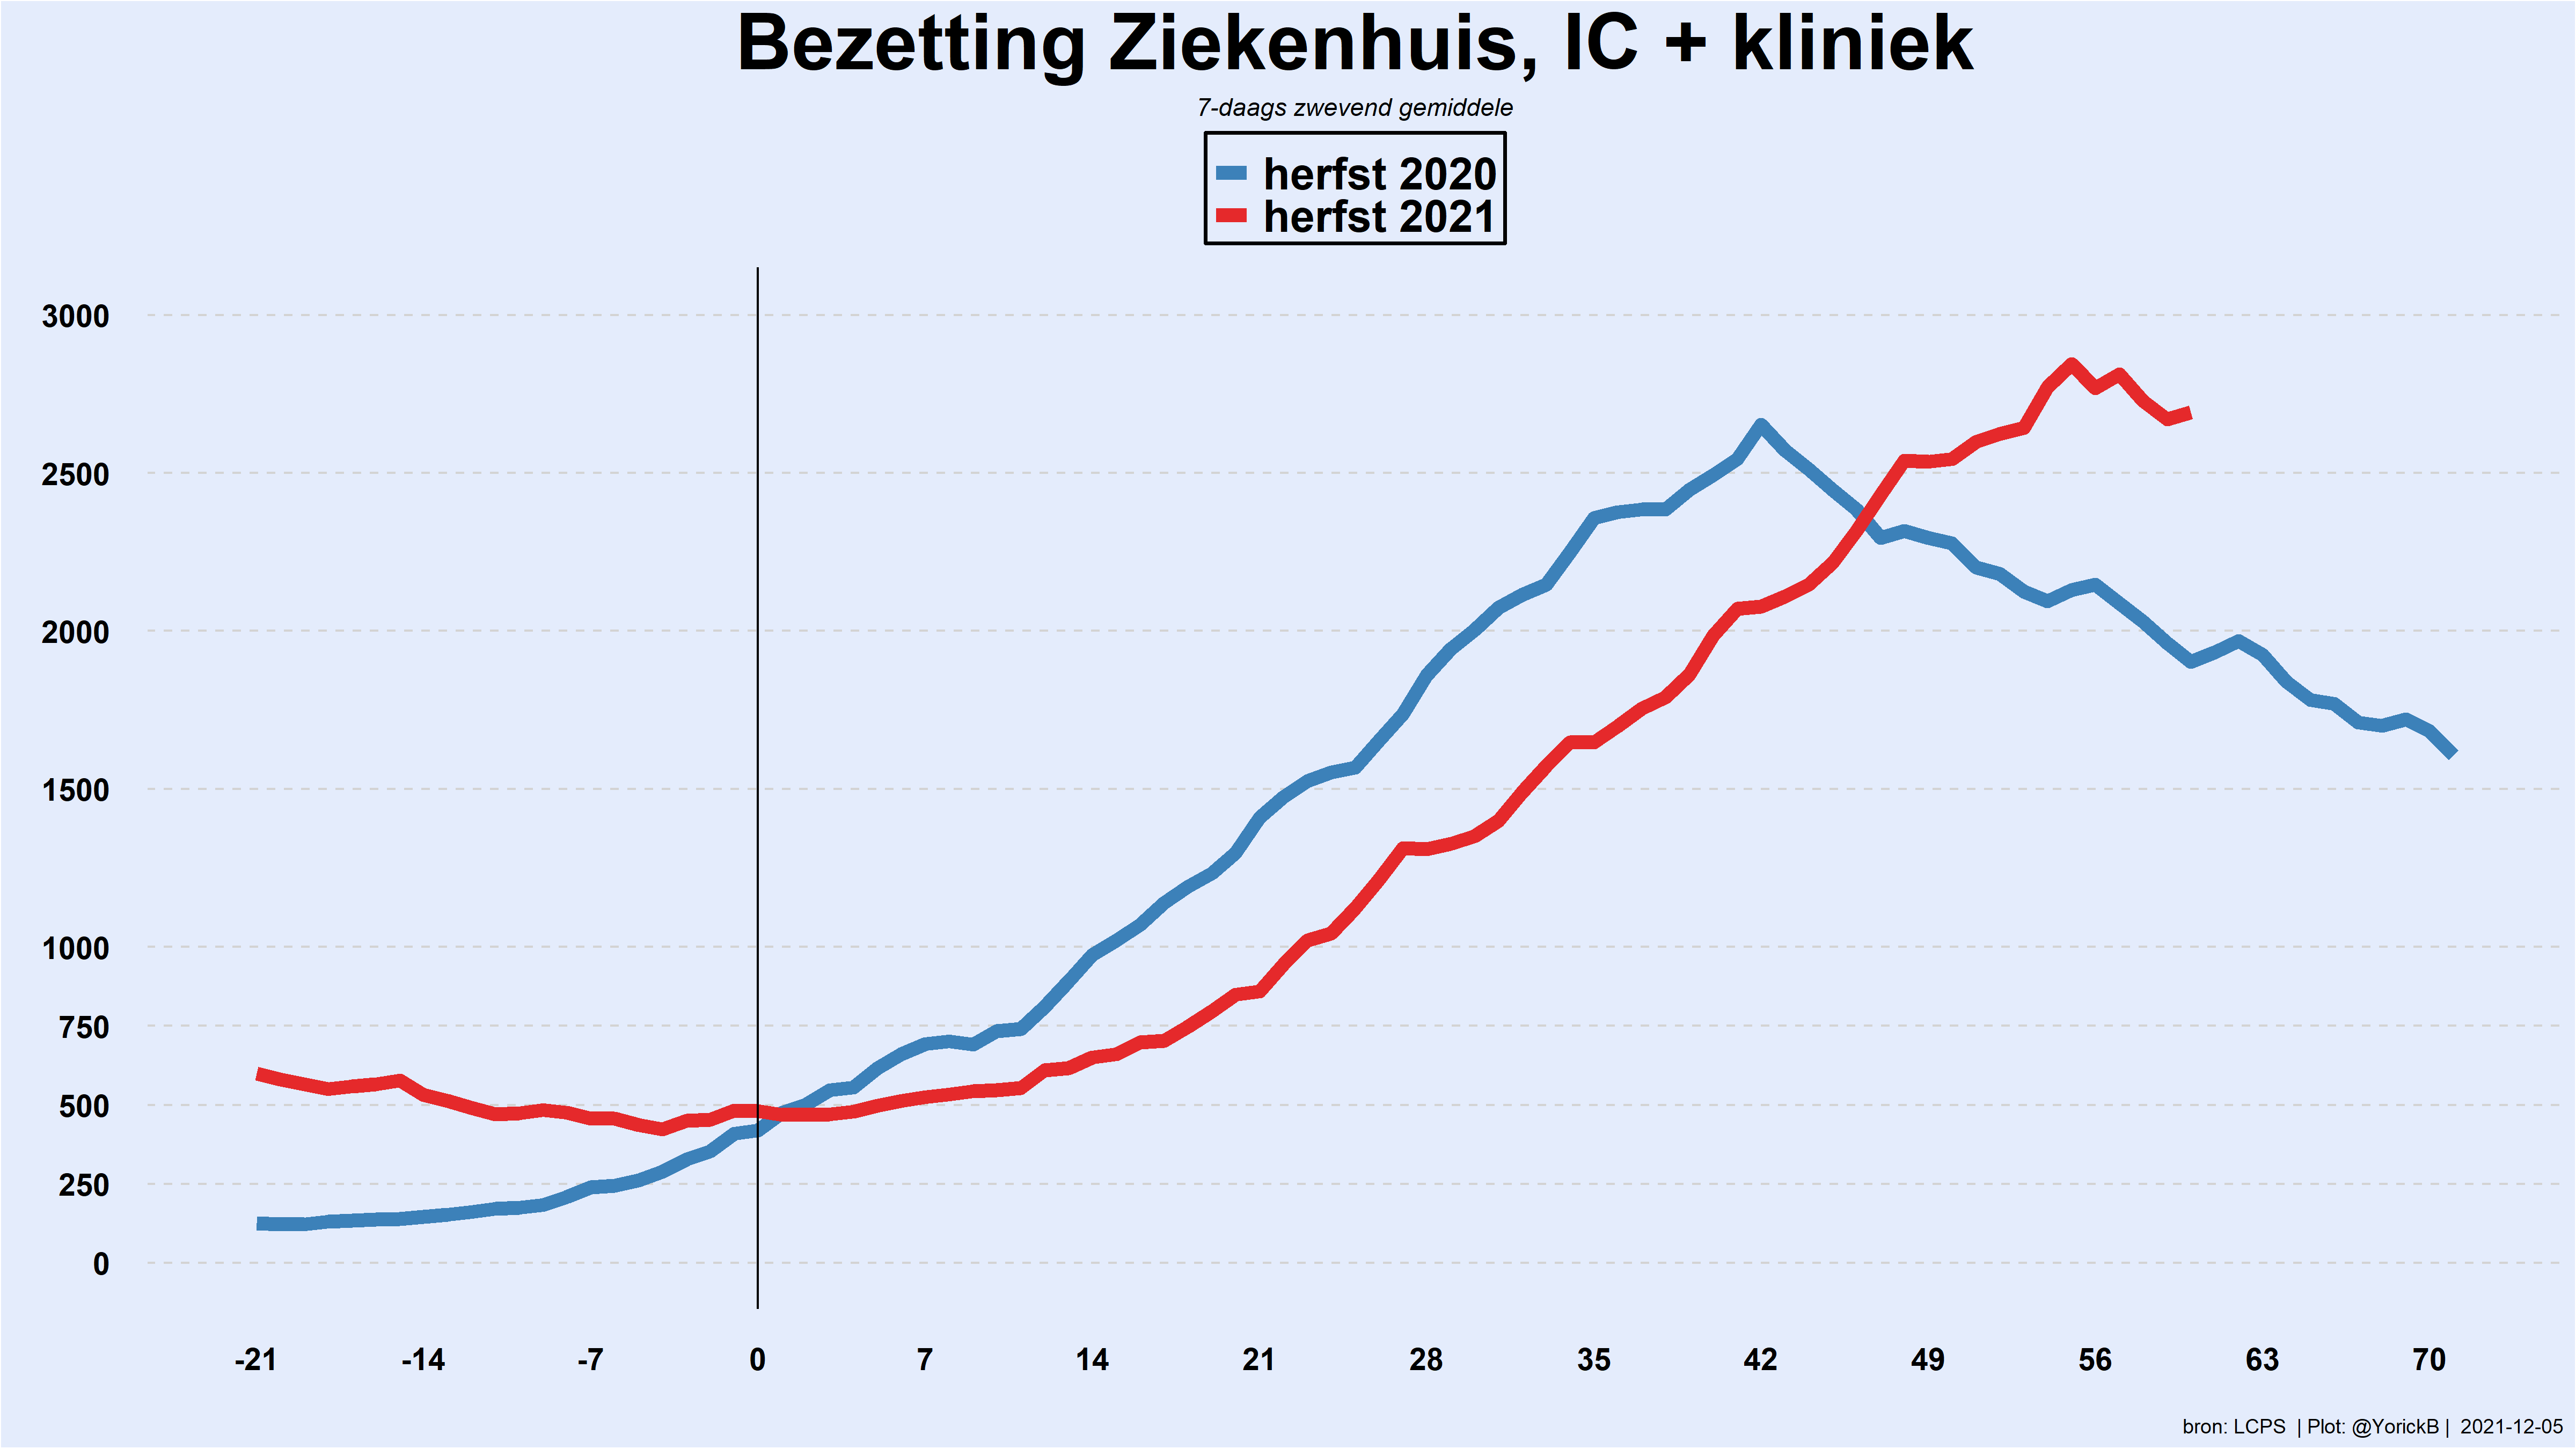 Bezetting Ziekenhuis, IC + kliniek
7-daags zwevend gemiddele
herfst 2020
herfst 2021
3000
2500
2000
1500
1000
750
500
250
0
-21 -14 -7 0 7 14 21 28 35 42 49 56 63 70
bron: LCPS | Plot: @YorickB | 2021-12-05